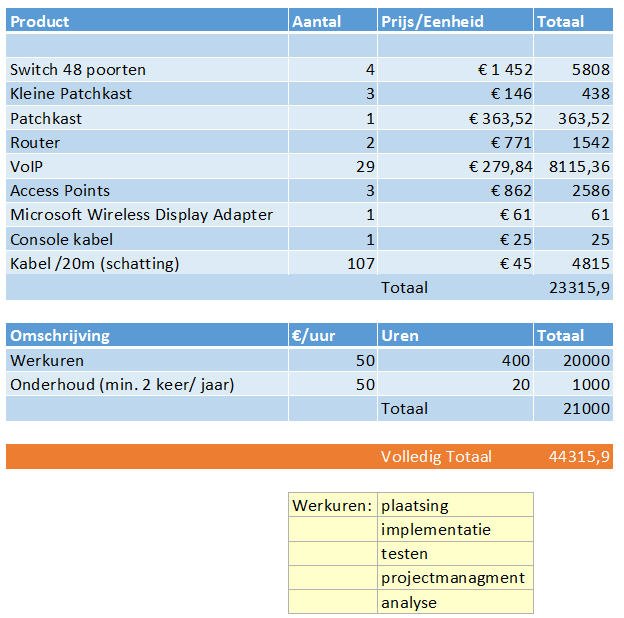 Product Aantal Prijs/Eenheid Totaal
Switch 48 poorten 4 € 1 452 5808
Kleine Patchkast 3 € 146 438
Patchkast 1 € 363,52 363,52
Router 2 € 771 1542
VoIP 29 € 279,84 8115,36
Access Points 3 € 862 2586
Microsoft Wireless Display Adapter 1 € 61 61
Console kabel 1 € 25 25
Kabel /20m (schatting) 107 € 45 4815
Totaal 23315,9
Omschrijving €/uur Uren Totaal
Werkuren 50 400 20000
Onderhoud (min. 2 keer/ jaar) 50 20 1000
Totaal 21000
Volledig Totaal 44315,9
Werkuren: plaatsing
implementatie
testen
projectmanagment
analyse